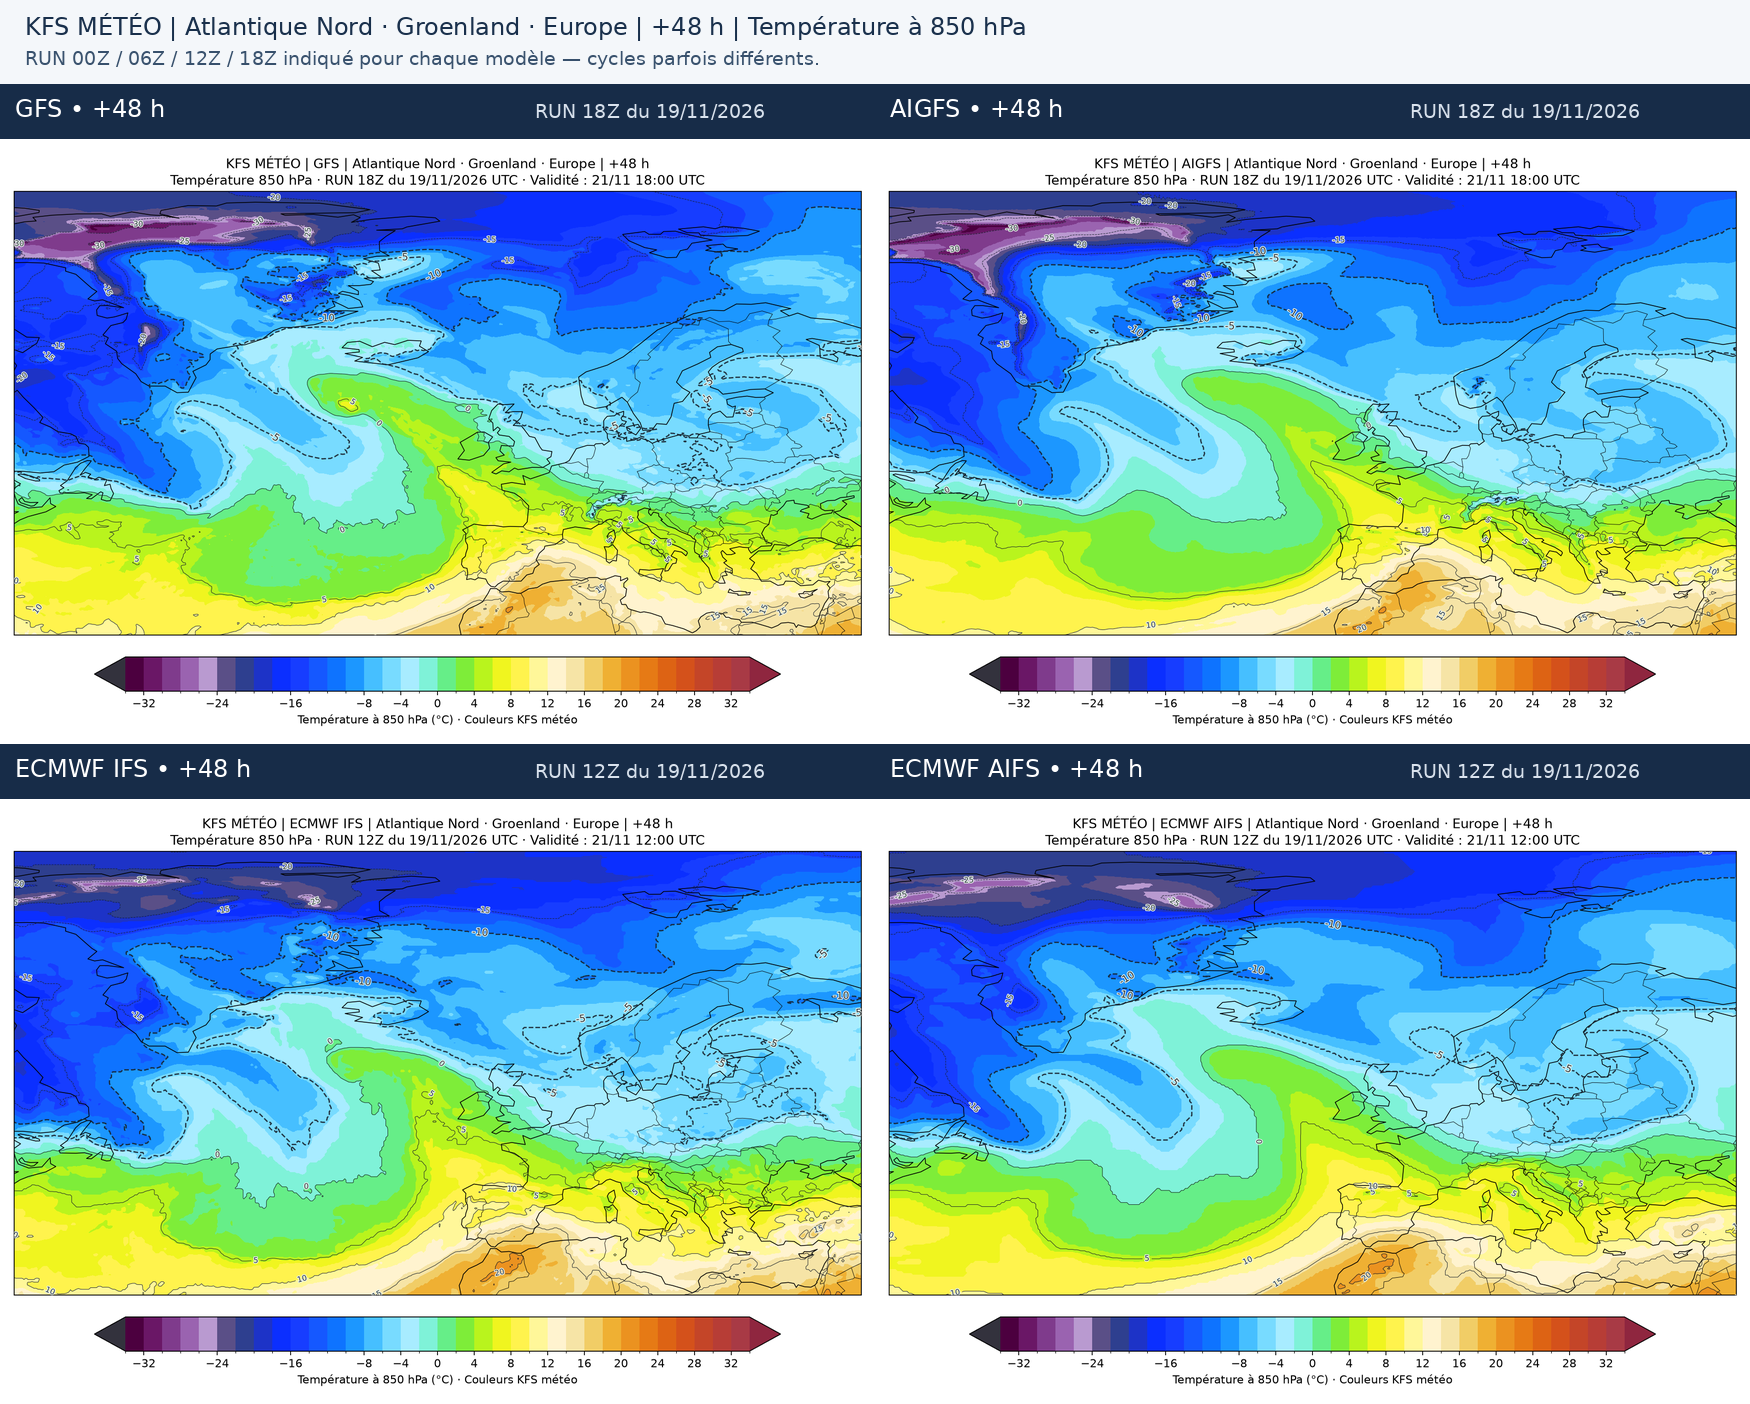 KFS MÉTÉO | Atlantique Nord · Groenland · Europe | +48 h | Température à 850 hPa
RUN 00Z / 06Z / 12Z / 18Z indiqué pour chaque modèle — cycles parfois différents.
GFS • +48 h
RUN 18Z du 19/11/2026
KFS MÉTÉO | GFS | Atlantique Nord · Groenland · Europe | +48 h
Température 850 hPa · RUN 18Z du 19/11/2026 UTC · Validité : 21/11 18:00 UTC
−32 −24 −16 −8 −4 0 4 8 12 16 20 24 28 32
Température à 850 hPa (°C) · Couleurs KFS météo
AIGFS • +48 h
RUN 18Z du 19/11/2026
KFS MÉTÉO | AIGFS | Atlantique Nord · Groenland · Europe | +48 h
Température 850 hPa · RUN 18Z du 19/11/2026 UTC · Validité : 21/11 18:00 UTC
−32 −24 −16 −8 −4 0 4 8 12 16 20 24 28 32
Température à 850 hPa (°C) · Couleurs KFS météo
ECMWF IFS • +48 h
RUN 12Z du 19/11/2026
KFS MÉTÉO | ECMWF IFS | Atlantique Nord · Groenland · Europe | +48 h
Température 850 hPa · RUN 12Z du 19/11/2026 UTC · Validité : 21/11 12:00 UTC
−32 −24 −16 −8 −4 0 4 8 12 16 20 24 28 32
Température à 850 hPa (°C) · Couleurs KFS météo
ECMWF AIFS • +48 h
RUN 12Z du 19/11/2026
KFS MÉTÉO | ECMWF AIFS | Atlantique Nord · Groenland · Europe | +48 h
Température 850 hPa · RUN 12Z du 19/11/2026 UTC · Validité : 21/11 12:00 UTC
−32 −24 −16 −8 −4 0 4 8 12 16 20 24 28 32
Température à 850 hPa (°C) · Couleurs KFS météo